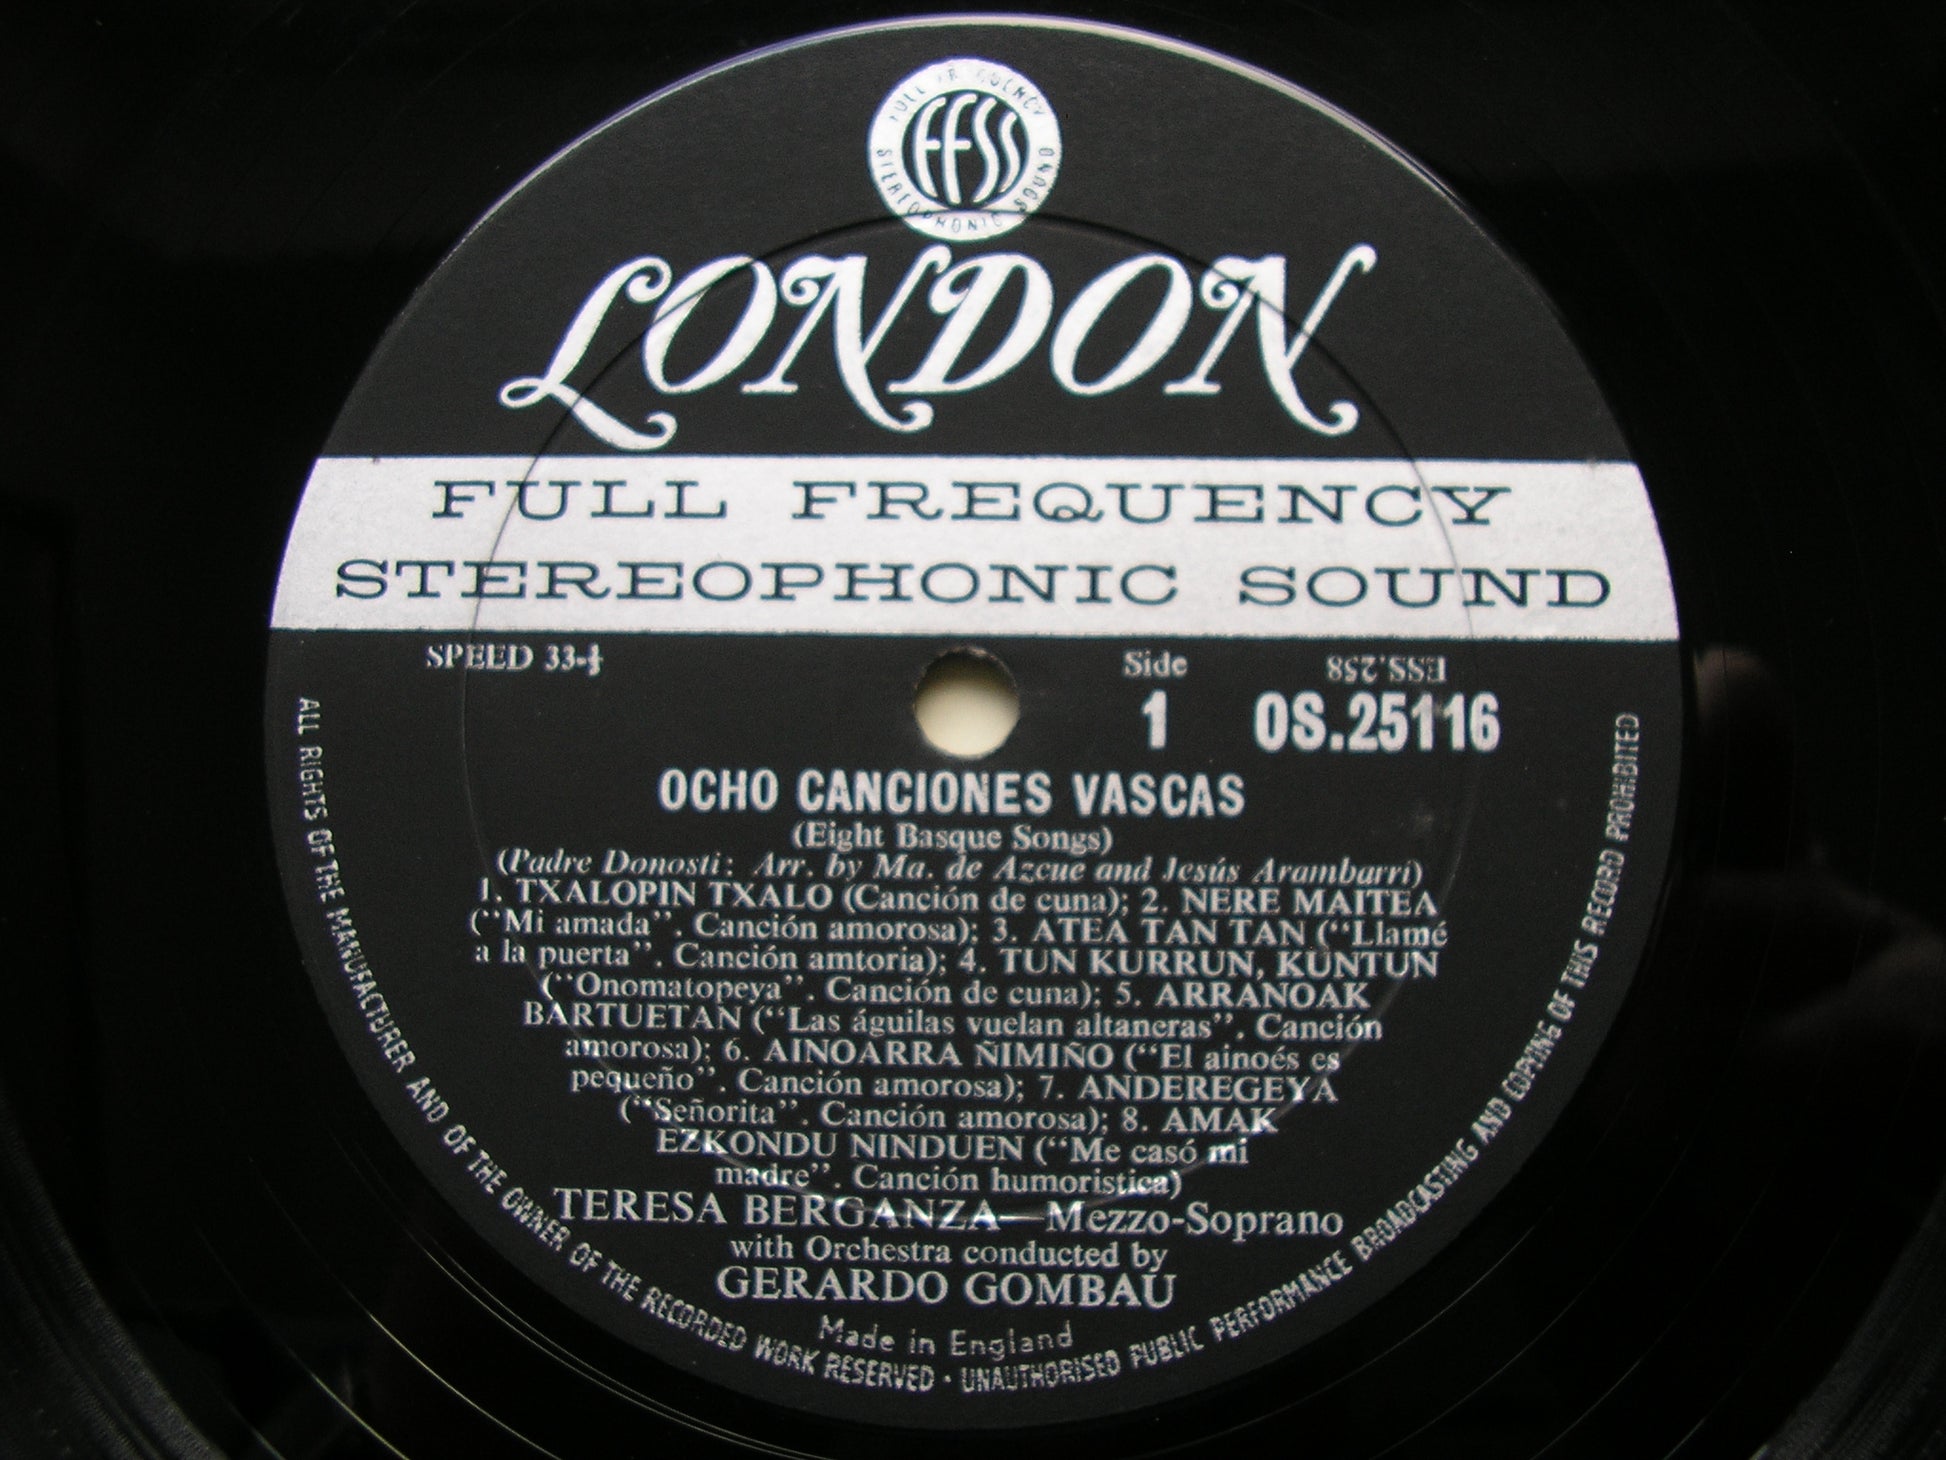 FULL FREQUENCY
FFSS
STEREOPHONIC SOUND
LONDON
FULL FREQUENCY
STEREOPHONIC SOUND
SPEED 33-⅓
Side
1
ESS.258
OS.25116
OCHO CANCIONES VASCAS
(Eight Basque Songs)
(Padre Donosti: Arr. by Ma. de Azcue and Jesús Arambarri)
1. TXALOPIN TXALO (Canción de cuna); 2. NERE MAITEA
(“Mi amada”. Canción amorosa); 3. ATEA TAN TAN (“Llamé
a la puerta”. Canción amtoria); 4. TUN KURRUN, KUNTUN
(“Onomatopeya”. Canción de cuna); 5. ARRANOAK
BARTUETAN (“Las águilas vuelan altaneras”. Canción
amorosa); 6. AINOARRA ÑIMIÑO (“El ainoés es
pequeño”. Canción amorosa); 7. ANDEREGEYA
(“Señorita”. Canción amorosa); 8. AMAK
EZKONDU NINDUEN (“Me casó mi
madre”. Canción humoristica)
TERESA BERGANZA—Mezzo-Soprano
with Orchestra conducted by
GERARDO GOMBAU
Made in England
ALL RIGHTS OF THE MANUFACTURER AND OF THE OWNER OF THE RECORDED WORK RESERVED · UNAUTHORISED PUBLIC PERFORMANCE BROADCASTING AND COPYING OF THIS RECORD PROHIBITED